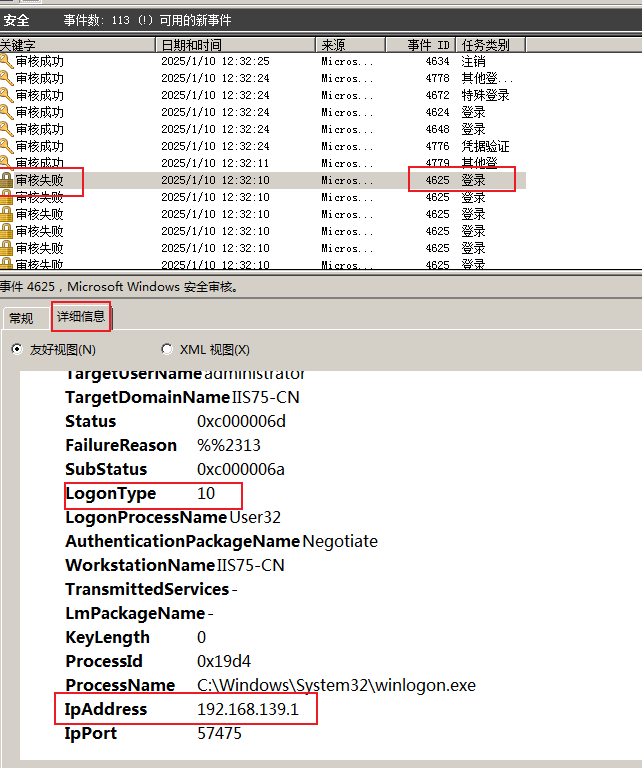 安全 事件数: 113 (!) 可用的新事件
关键字 日期和时间 来源 事件 ID 任务类别
审核成功 2025/1/10 12:32:25 Micros... 4634 注销
审核成功 2025/1/10 12:32:24 Micros... 4778 其他登...
审核成功 2025/1/10 12:32:24 Micros... 4672 特殊登录
审核成功 2025/1/10 12:32:24 Micros... 4624 登录
审核成功 2025/1/10 12:32:24 Micros... 4648 登录
审核成功 2025/1/10 12:32:24 Micros... 4776 凭据验证
审核成功 2025/1/10 12:32:11 Micros... 4779 其他登...
审核失败 2025/1/10 12:32:10 Micros... 4625 登录
审核失败 2025/1/10 12:32:10 Micros... 4625 登录
审核失败 2025/1/10 12:32:10 Micros... 4625 登录
审核失败 2025/1/10 12:32:10 Micros... 4625 登录
审核失败 2025/1/10 12:32:10 Micros... 4625 登录
审核失败 2025/1/10 12:32:10 Micros... 4625 登录
事件 4625，Microsoft Windows 安全审核。
常规 详细信息
友好视图(N) XML 视图(X)
TargetUserName administrator
TargetDomainName IIS75-CN
Status 0xc000006d
FailureReason %%2313
SubStatus 0xc000006a
LogonType 10
LogonProcessName User32
AuthenticationPackageName Negotiate
WorkstationName IIS75-CN
TransmittedServices -
LmPackageName -
KeyLength 0
ProcessId 0x19d4
ProcessName C:\Windows\System32\winlogon.exe
IpAddress 192.168.139.1
IpPort 57475